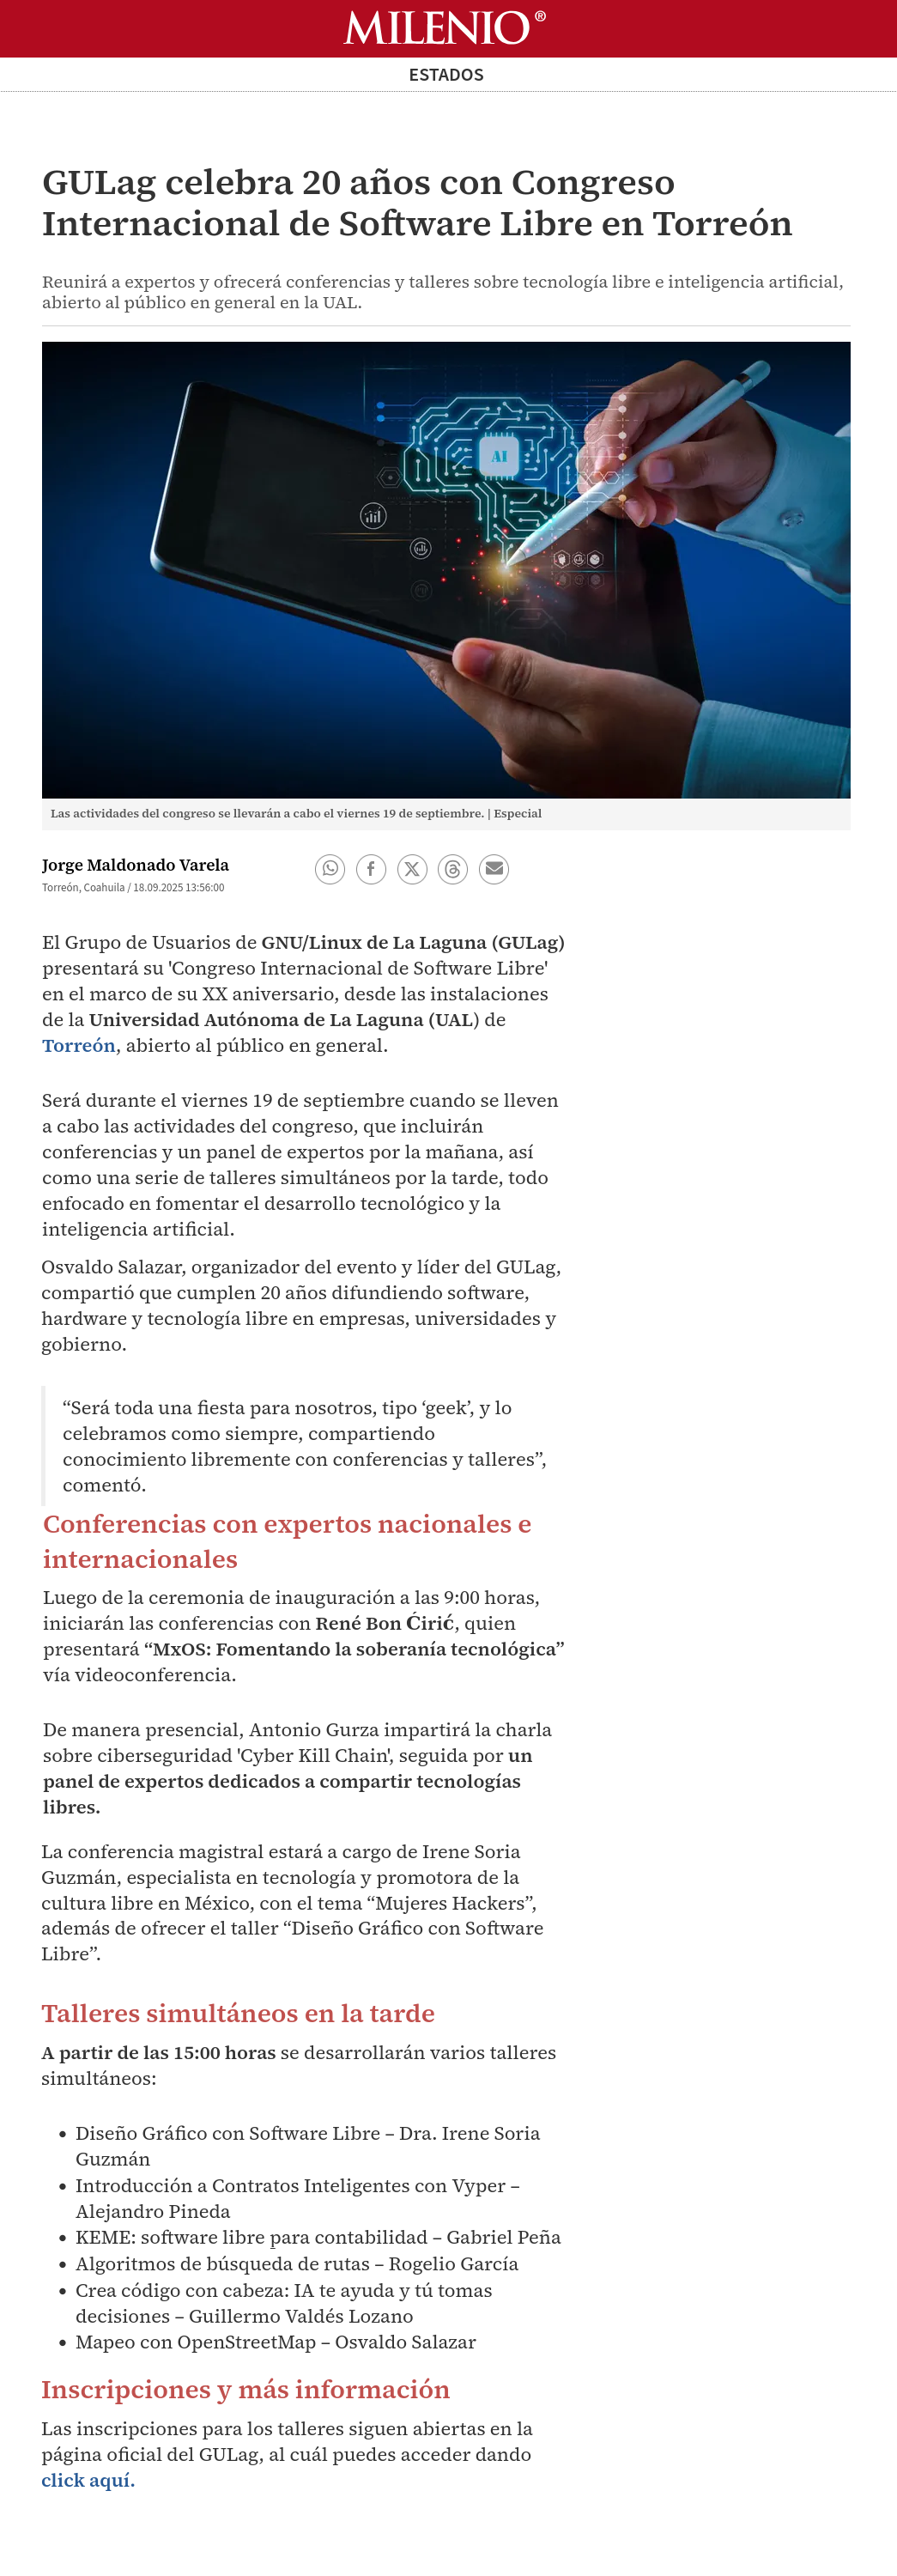 MILENIO®
ESTADOS
GULag celebra 20 años con Congreso
Internacional de Software Libre en Torreón
Reunirá a expertos y ofrecerá conferencias y talleres sobre tecnología libre e inteligencia artificial,
abierto al público en general en la UAL.
AI
Las actividades del congreso se llevarán a cabo el viernes 19 de septiembre. | Especial
Jorge Maldonado Varela
Torreón, Coahuila / 18.09.2025 13:56:00
El Grupo de Usuarios de GNU/Linux de La Laguna (GULag)
presentará su 'Congreso Internacional de Software Libre'
en el marco de su XX aniversario, desde las instalaciones
de la Universidad Autónoma de La Laguna (UAL) de
Torreón, abierto al público en general.
Será durante el viernes 19 de septiembre cuando se lleven
a cabo las actividades del congreso, que incluirán
conferencias y un panel de expertos por la mañana, así
como una serie de talleres simultáneos por la tarde, todo
enfocado en fomentar el desarrollo tecnológico y la
inteligencia artificial.
Osvaldo Salazar, organizador del evento y líder del GULag,
compartió que cumplen 20 años difundiendo software,
hardware y tecnología libre en empresas, universidades y
gobierno.
“Será toda una fiesta para nosotros, tipo ‘geek’, y lo
celebramos como siempre, compartiendo
conocimiento libremente con conferencias y talleres”,
comentó.
Conferencias con expertos nacionales e
internacionales
Luego de la ceremonia de inauguración a las 9:00 horas,
iniciarán las conferencias con René Bon Ćirić, quien
presentará “MxOS: Fomentando la soberanía tecnológica”
vía videoconferencia.
De manera presencial, Antonio Gurza impartirá la charla
sobre ciberseguridad 'Cyber Kill Chain', seguida por un
panel de expertos dedicados a compartir tecnologías
libres.
La conferencia magistral estará a cargo de Irene Soria
Guzmán, especialista en tecnología y promotora de la
cultura libre en México, con el tema “Mujeres Hackers”,
además de ofrecer el taller “Diseño Gráfico con Software
Libre”.
Talleres simultáneos en la tarde
A partir de las 15:00 horas se desarrollarán varios talleres
simultáneos:
• Diseño Gráfico con Software Libre – Dra. Irene Soria
Guzmán
• Introducción a Contratos Inteligentes con Vyper –
Alejandro Pineda
• KEME: software libre para contabilidad – Gabriel Peña
• Algoritmos de búsqueda de rutas – Rogelio García
• Crea código con cabeza: IA te ayuda y tú tomas
decisiones – Guillermo Valdés Lozano
• Mapeo con OpenStreetMap – Osvaldo Salazar
Inscripciones y más información
Las inscripciones para los talleres siguen abiertas en la
página oficial del GULag, al cuál puedes acceder dando
click aquí.